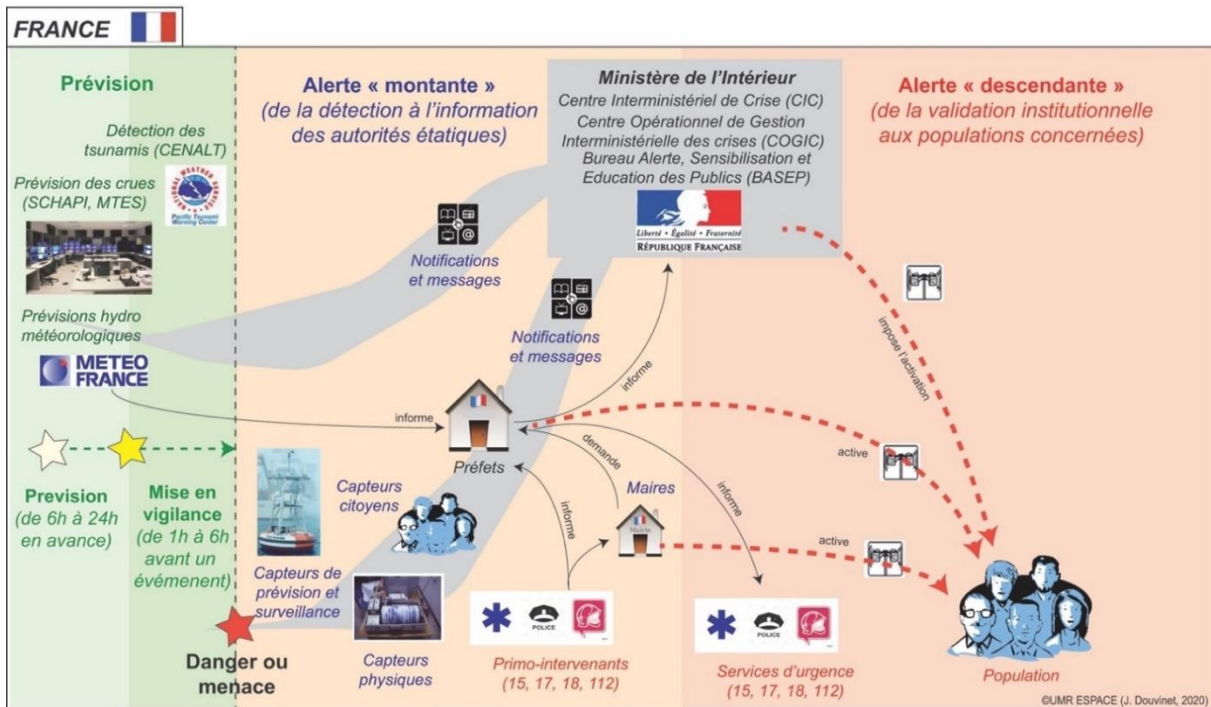 FRANCE
Prévision
Détection des
tsunamis (CENALT)
Prévision des crues
(SCHAPI, MTES)
NATIONAL WEATHER SERVICE
Pacific Tsunami
Warning Center
Prévisions hydro
météorologiques
METEO
FRANCE
Prevision
(de 6h à 24h
en avance)
Mise en
vigilance
(de 1h à 6h
avant un
événement)
Danger ou
menace
Alerte « montante »
(de la détection à l'information
des autorités étatiques)
Notifications
et messages
Notifications
et messages
informe
Préfets
Capteurs
citoyens
Capteurs de
prévision et
surveillance
Capteurs
physiques
informe
demande
Maires
Mairie
informe
informe
POLICE
Primo-intervenants
(15, 17, 18, 112)
Ministère de l'Intérieur
Centre Interministériel de Crise (CIC)
Centre Opérationnel de Gestion
Interministérielle des crises (COGIC)
Bureau Alerte, Sensibilisation et
Education des Publics (BASEP)
Liberté • Égalité • Fraternité
RÉPUBLIQUE FRANÇAISE
Alerte « descendante »
(de la validation institutionnelle
aux populations concernées)
impose l'activation
active
active
POLICE
Services d'urgence
(15, 17, 18, 112)
Population
©UMR ESPACE (J. Douvinet, 2020)